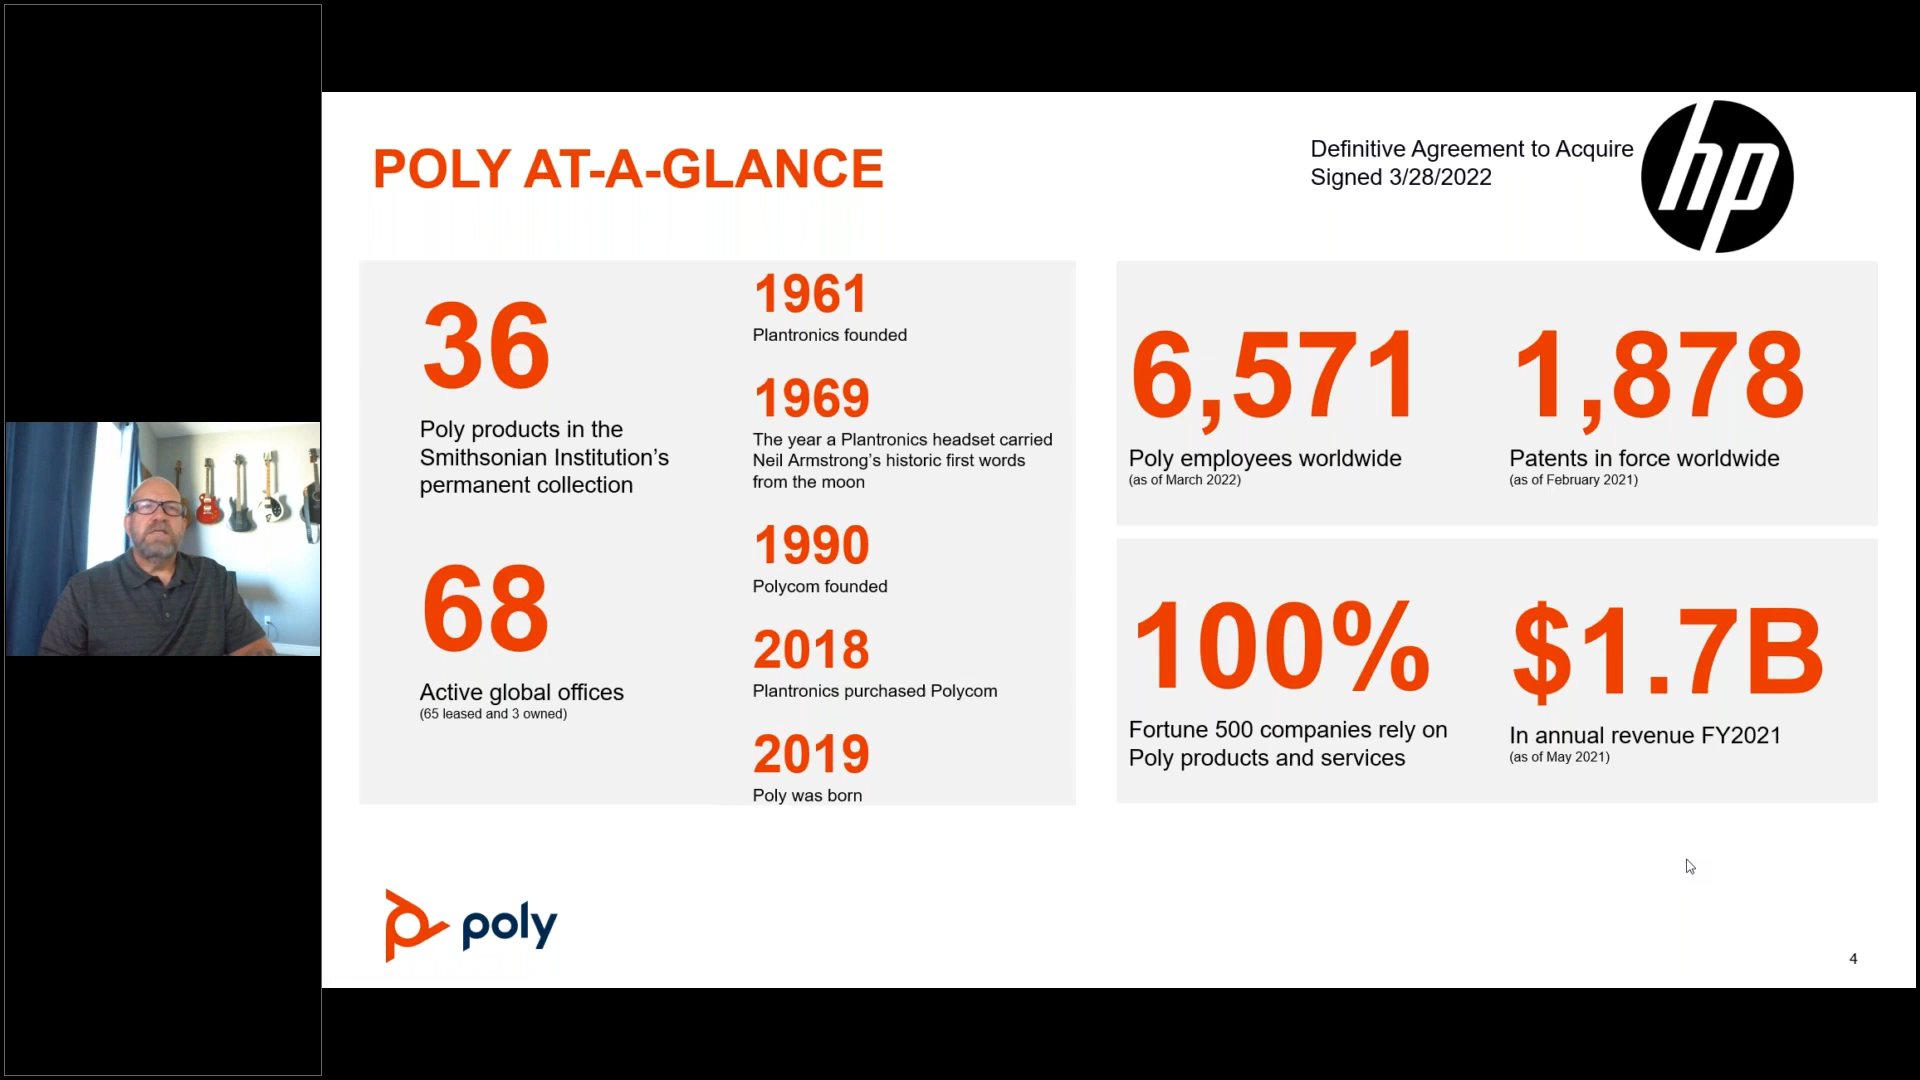 POLY AT-A-GLANCE
Definitive Agreement to Acquire
Signed 3/28/2022
hp
36
Poly products in the
Smithsonian Institution’s
permanent collection
68
Active global offices
(65 leased and 3 owned)
1961
Plantronics founded
1969
The year a Plantronics headset carried
Neil Armstrong’s historic first words
from the moon
1990
Polycom founded
2018
Plantronics purchased Polycom
2019
Poly was born
6,571
Poly employees worldwide
(as of March 2022)
1,878
Patents in force worldwide
(as of February 2021)
100%
Fortune 500 companies rely on
Poly products and services
$1.7B
In annual revenue FY2021
(as of May 2021)
poly
4